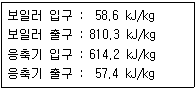 보일러 입구 : 58.6 kJ/kg
보일러 출구 : 810.3 kJ/kg
응축기 입구 : 614.2 kJ/kg
응축기 출구 : 57.4 kJ/kg